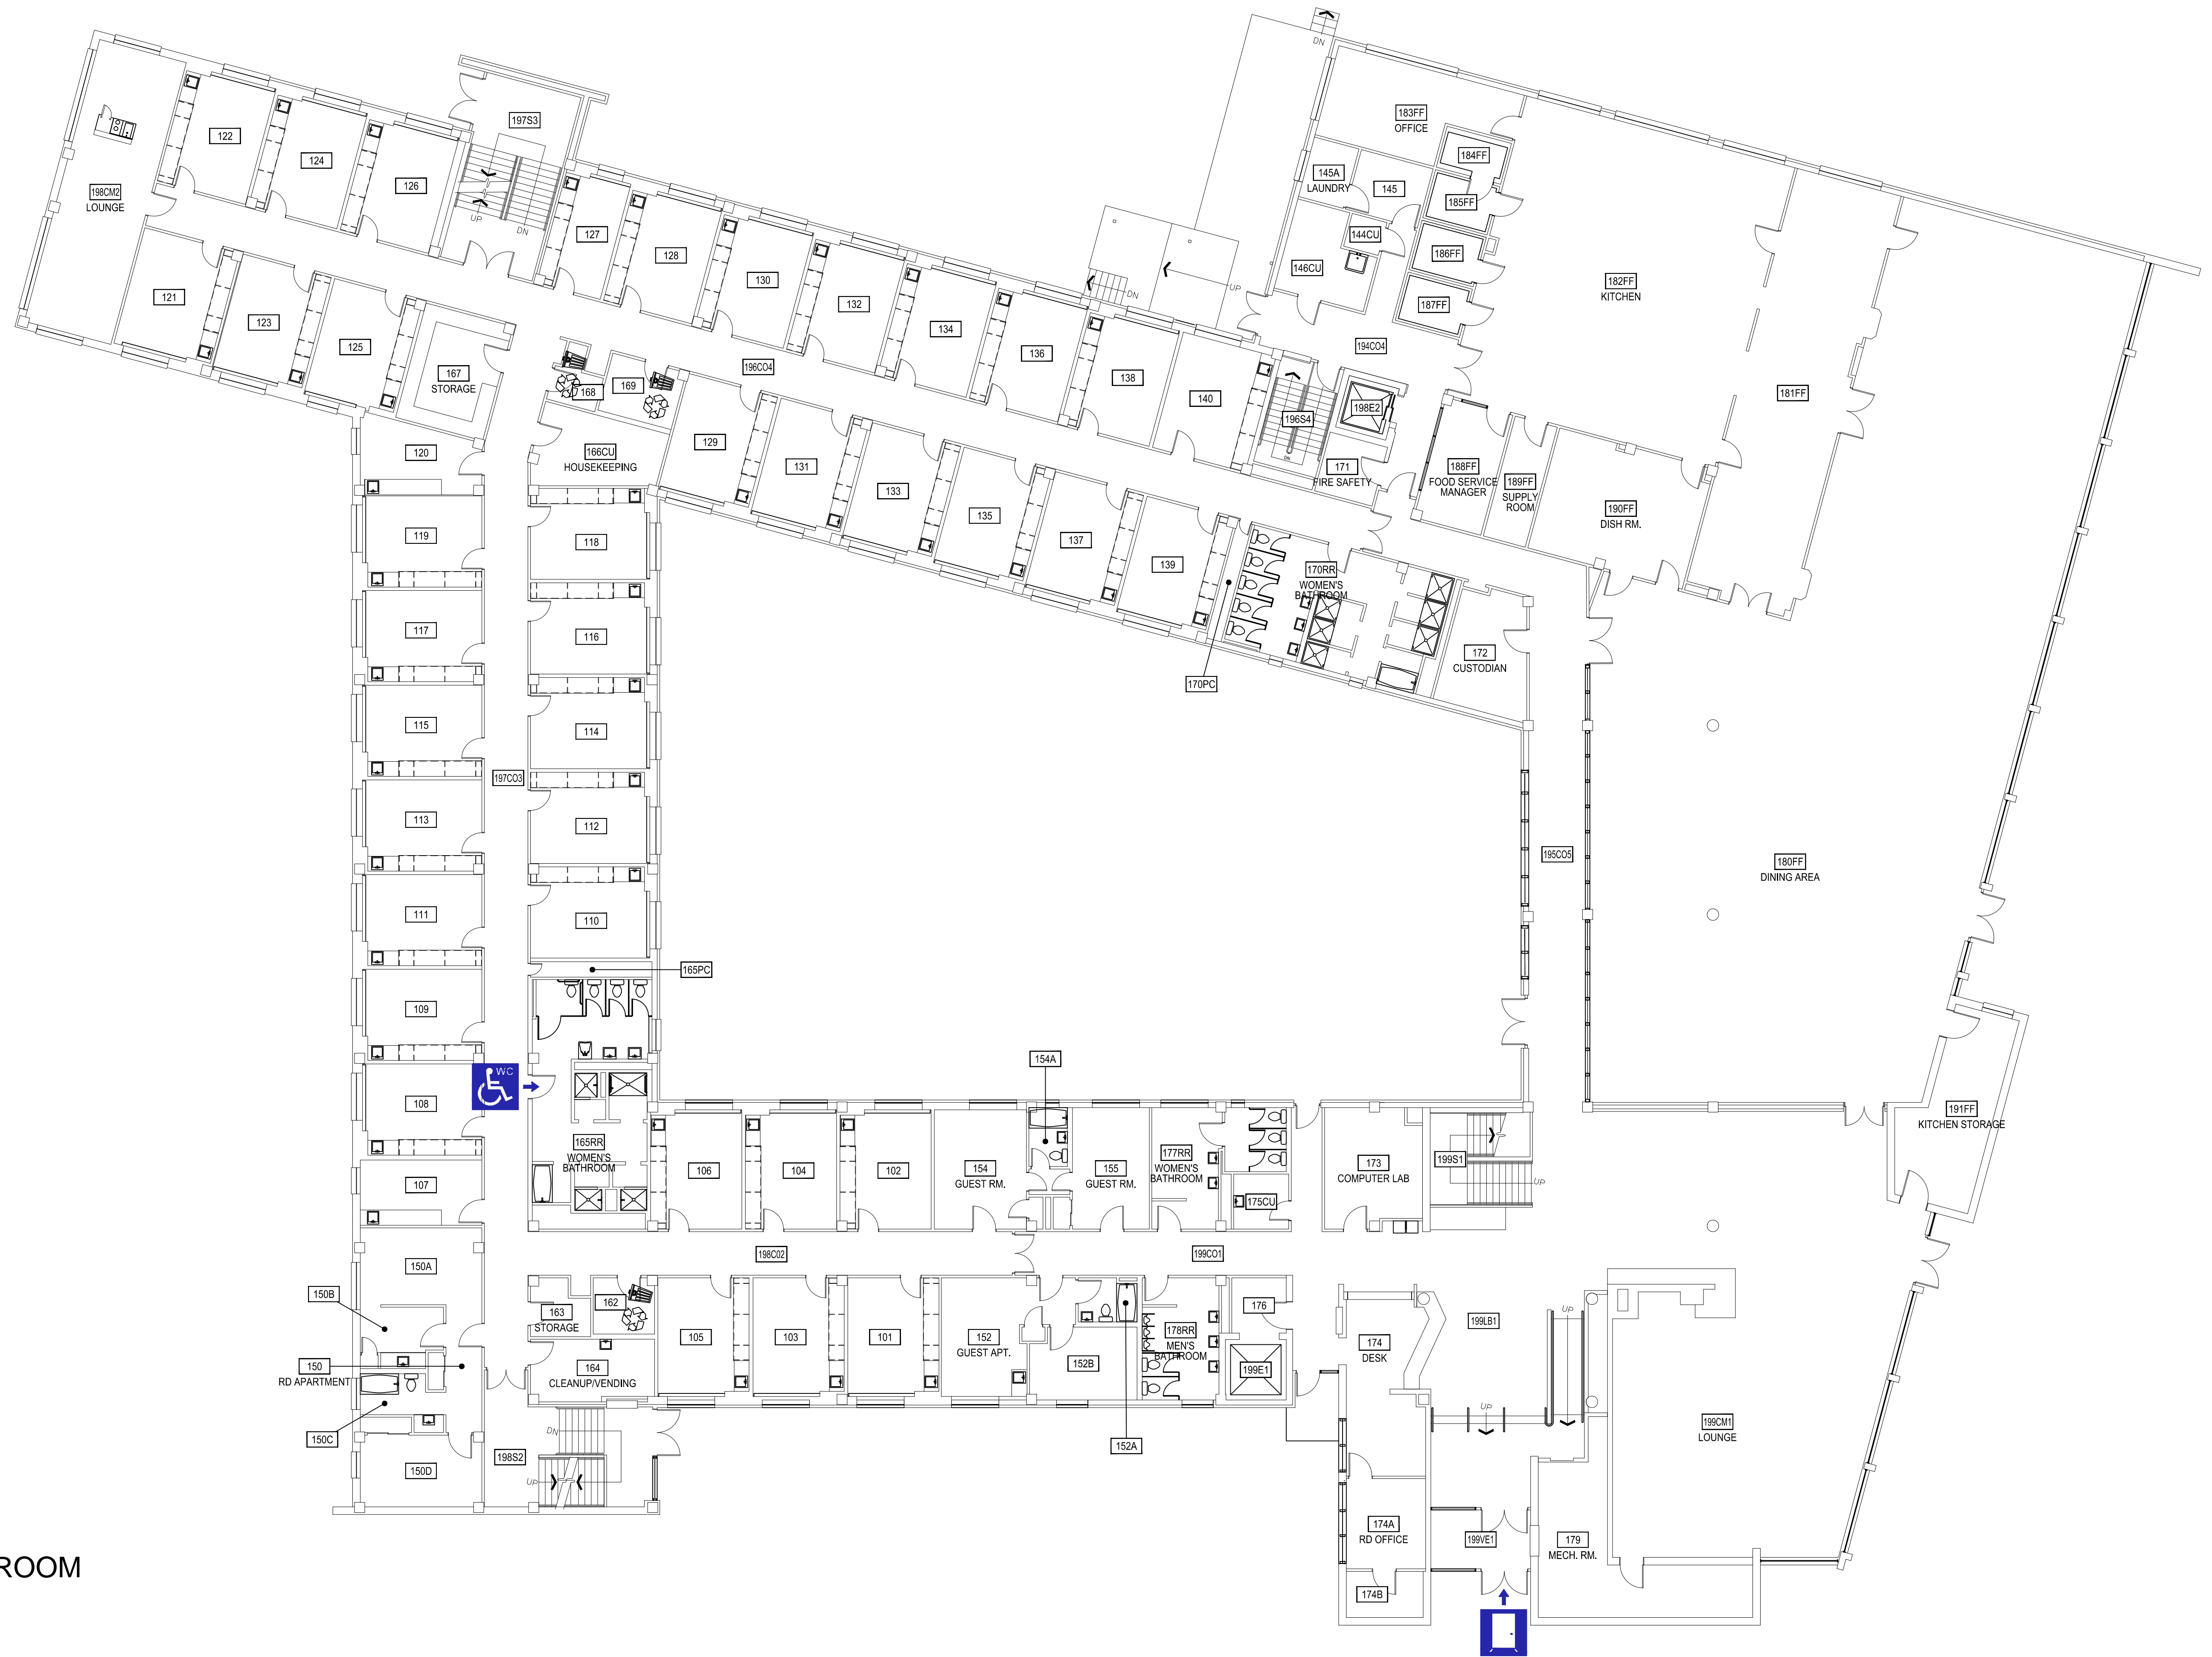 DN
183FF
OFFICE
197S3
122
124
126
184FF
145A
LAUNDRY
145
185FF
198CM2
LOUNGE
UP
DN
127
128
144CU
146CU
186FF
182FF
KITCHEN
121
123
125
130
132
134
136
138
140
DN
UP
187FF
194CO4
167
STORAGE
168
169
196CO4
198E2
181FF
196S4
DN
120
166CU
HOUSEKEEPING
129
131
133
135
137
139
171
FIRE SAFETY
188FF
FOOD SERVICE
MANAGER
189FF
SUPPLY
ROOM
190FF
DISH RM.
119
118
170RR
WOMEN'S
BATHROOM
117
116
172
CUSTODIAN
170PC
115
114
197CO3
113
112
195CO5
180FF
DINING AREA
111
110
165PC
109
WC
108
154A
191FF
KITCHEN STORAGE
165RR
WOMEN'S
BATHROOM
106
104
102
154
GUEST RM.
155
GUEST RM.
177RR
WOMEN'S
BATHROOM
173
COMPUTER LAB
199S1
UP
107
175CU
198C02
199CO1
150A
150B
163
STORAGE
162
176
199LB1
UP
105
103
101
152
GUEST APT.
152B
178RR
MEN'S
BATHROOM
174
DESK
150
RD APARTMENT
164
CLEANUP/VENDING
199E1
150C
152A
UP
199CM1
LOUNGE
DN
198S2
150D
UP
174A
RD OFFICE
199VE1
179
MECH. RM.
ROOM
174B